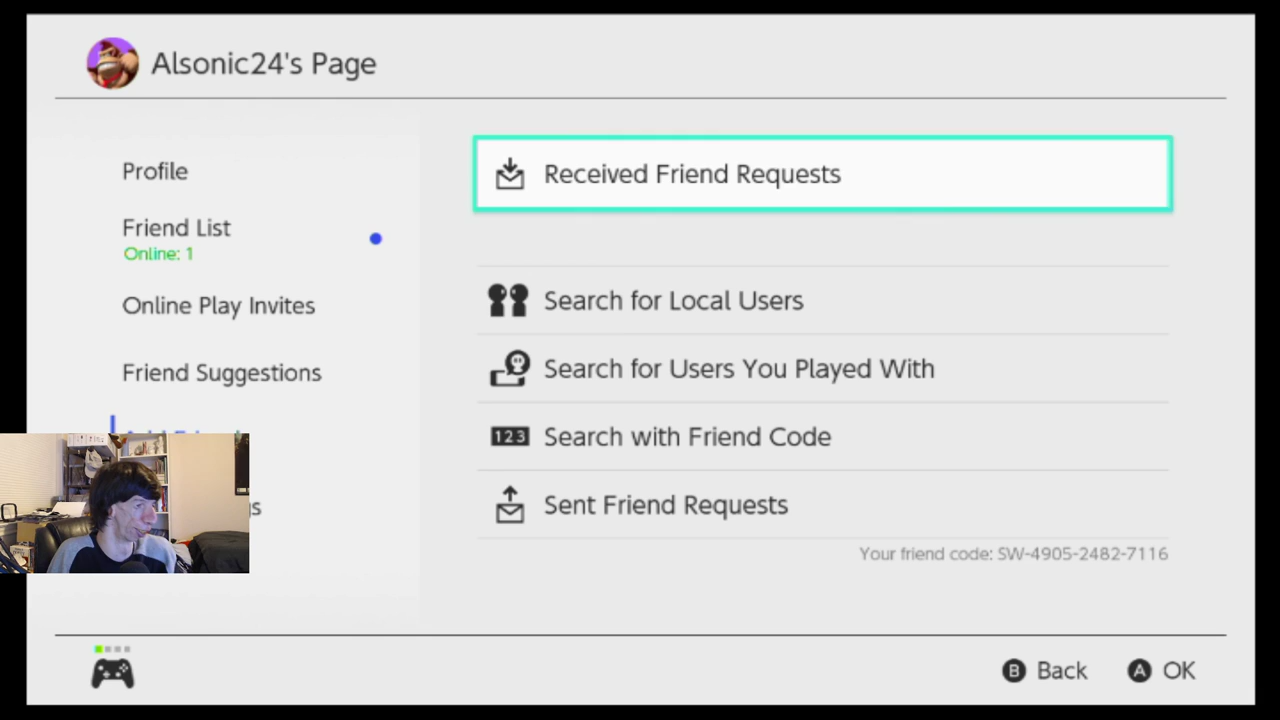 Alsonic24's Page
Profile
Friend List
Online: 1
Online Play Invites
Friend Suggestions
Received Friend Requests
Search for Local Users
Search for Users You Played With
123 Search with Friend Code
Sent Friend Requests
Your friend code: SW-4905-2482-7116
B Back
A OK